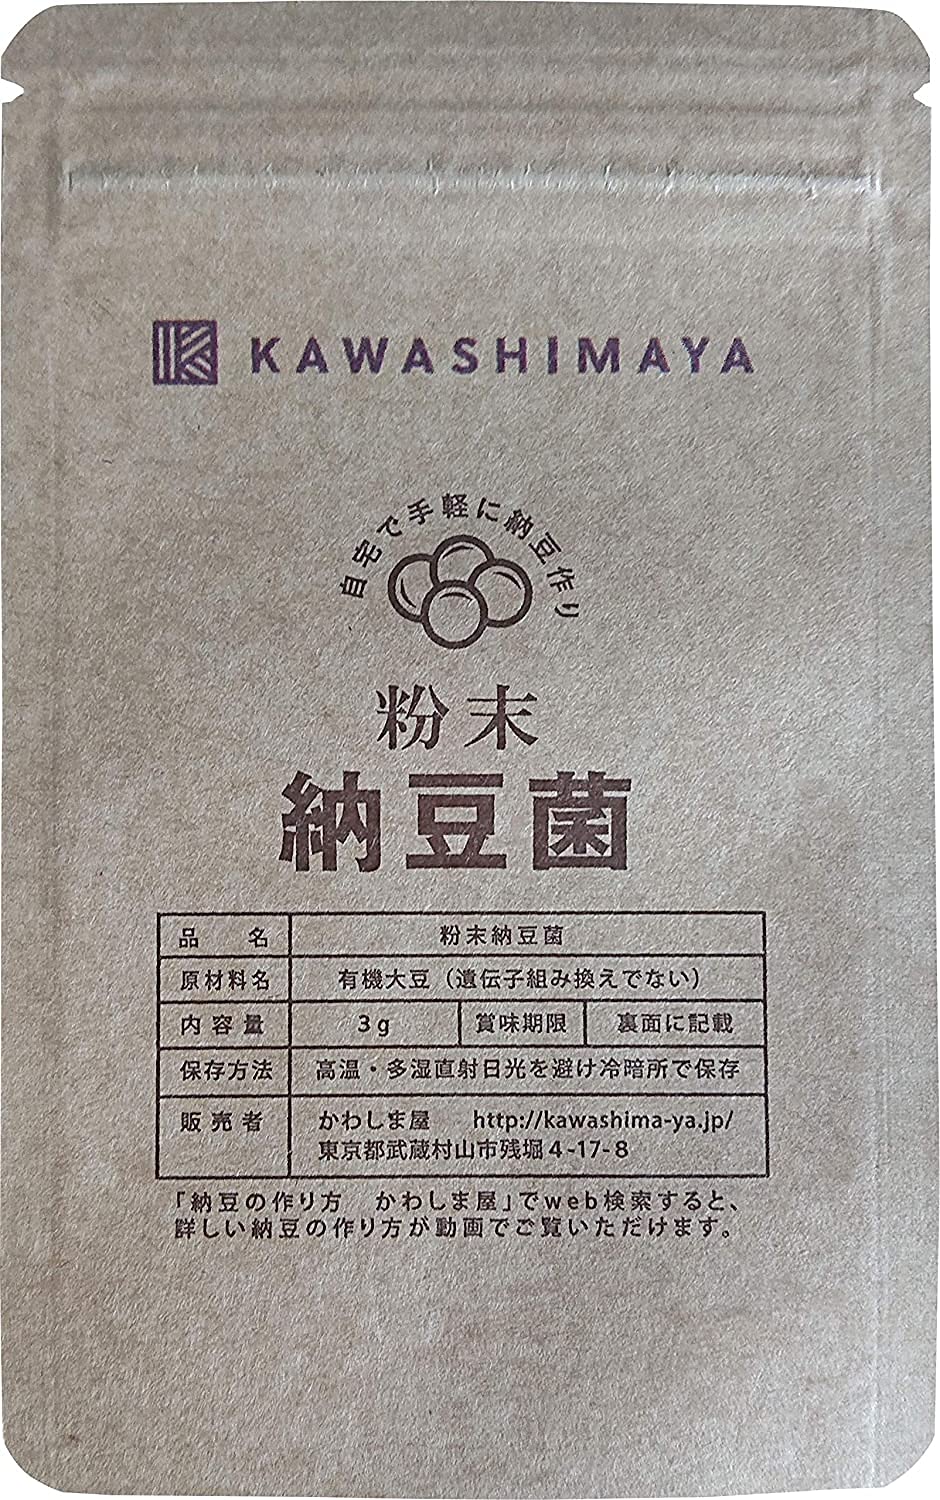 KAWASHIMAYA
自宅で手軽に納豆作り
粉末
納豆菌
品 名 粉末納豆菌
原材料名 有機大豆（遺伝子組み換えでない）
内容量 3g 賞味期限 裏面に記載
保存方法 高温・多湿直射日光を避け冷暗所で保存
販売者 かわしま屋 http://kawashima-ya.jp/
東京都武蔵村山市残堀4-17-8
「納豆の作り方 かわしま屋」でweb検索すると、
詳しい納豆の作り方が動画でご覧いただけます。